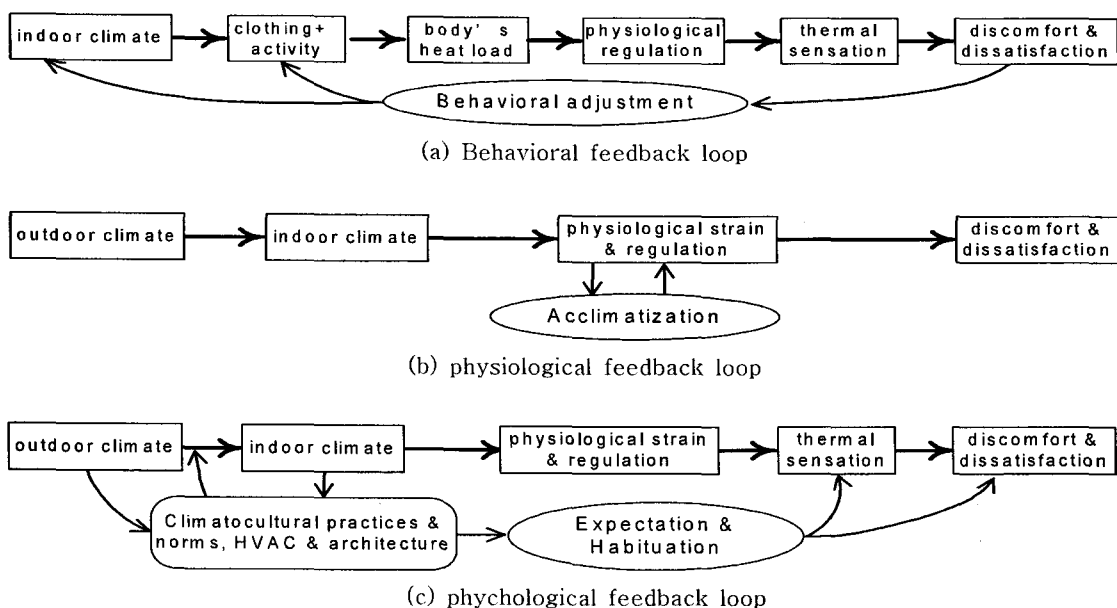 indoor climate
clothing+
activity
body's
heat load
physiological
regulation
thermal
sensation
discomfort &
dissatisfaction
Behavioral adjustment
(a) Behavioral feedback loop
outdoor climate
indoor climate
physiological strain
& regulation
discomfort &
dissatisfaction
Acclimatization
(b) physiological feedback loop
outdoor climate
indoor climate
physiological strain
& regulation
thermal
sensation
discomfort &
dissatisfaction
Climatocultural practices &
norms, HVAC & architecture
Expectation &
Habituation
(c) phychological feedback loop